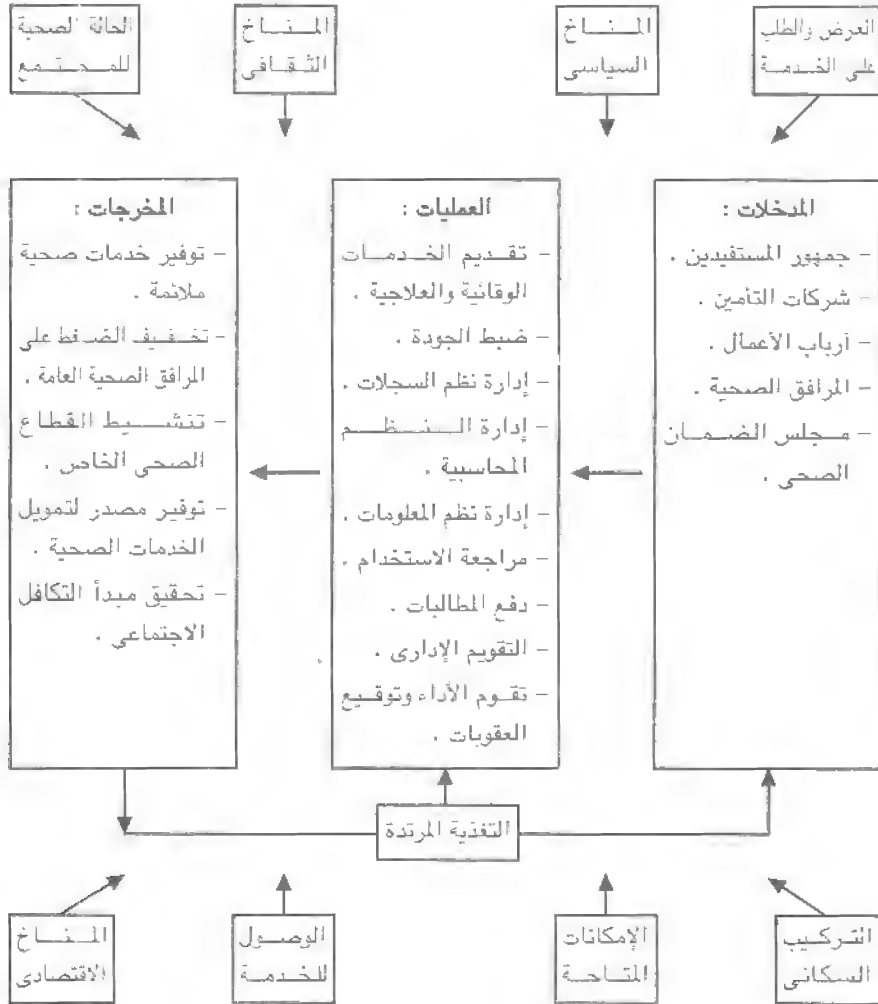 العرض والطلب
على الخدمة
المناخ
السياسى
المناخ
الثقافى
الحالة الصحية
للمجتمع
المدخلات :
– جمهور المستفيدين .
– شركات التأمين .
– أرباب الأعمال .
– المرافق الصحية .
– مجلس الضمان
الصحى .
العمليات :
– تقديم الخدمات
الوقائية والعلاجية .
– ضبط الجودة .
– إدارة نظم السجلات .
– إدارة النظم
المحاسبية .
– إدارة نظم المعلومات .
– مراجعة الاستخدام .
– دفع المطالبات .
– التقويم الإدارى .
– تقوم الأداء وتوقيع
العقوبات .
المخرجات :
– توفير خدمات صحية
ملائمة .
– تخفيف الضغط على
المرافق الصحية العامة .
– تنشيط القطاع
الصحى الخاص .
– توفير مصدر لتمويل
الخدمات الصحية .
– تحقيق مبدأ التكافل
الاجتماعى .
التغذية المرتدة
التركيب
السكانى
الإمكانات
المتاحة
الوصول
للخدمة
المناخ
الاقتصادى